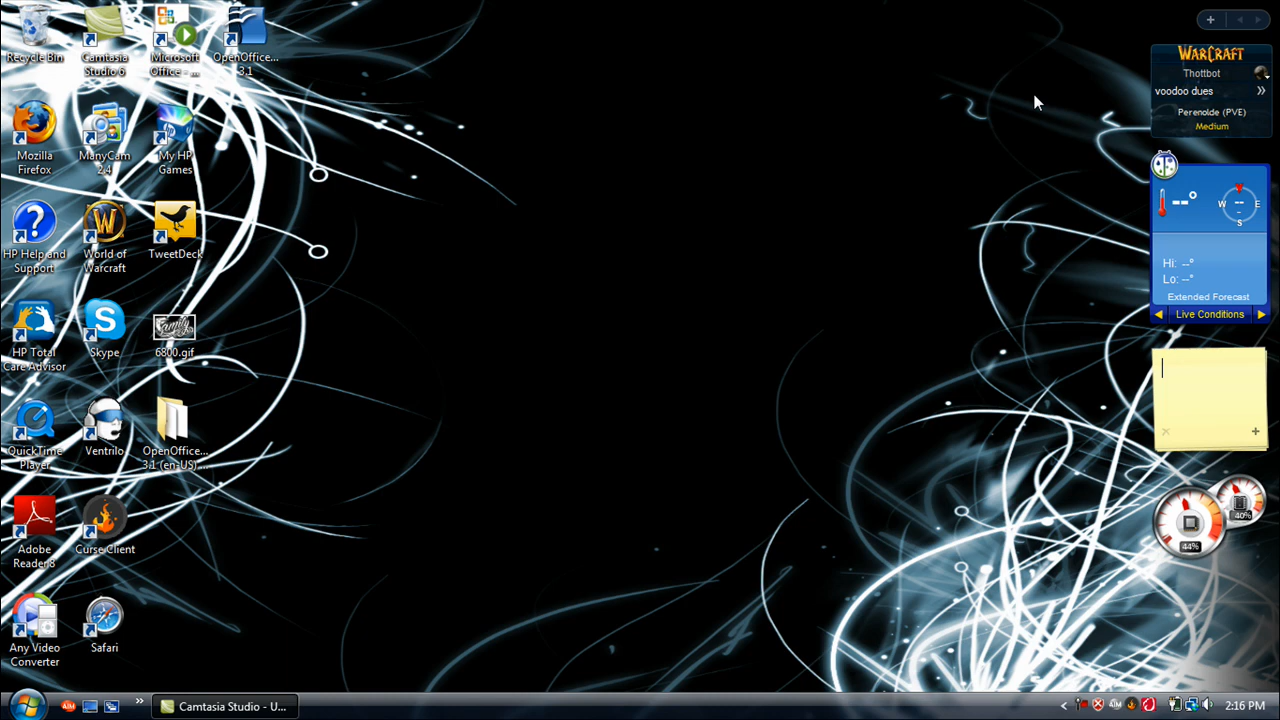 Recycle Bin
Camtasia
Studio 6
Microsoft
Office - ...
OpenOffice...
3.1
Mozilla
Firefox
ManyCam
2.4
My HP
Games
HP Help and
Support
World of
Warcraft
TweetDeck
HP Total
Care Advisor
Skype
6800.gif
QuickTime
Player
Ventrilo
OpenOffice...
3.1 (en-US) ...
Adobe
Reader 8
Curse Client
Any Video
Converter
Safari
WARCRAFT
Thottbot
voodoo dues
Perenolde (PVE)
Medium
--°
W -- E
S
Hi: --°
Lo: --°
Extended Forecast
Live Conditions
40%
44%
Camtasia Studio - U...
2:16 PM